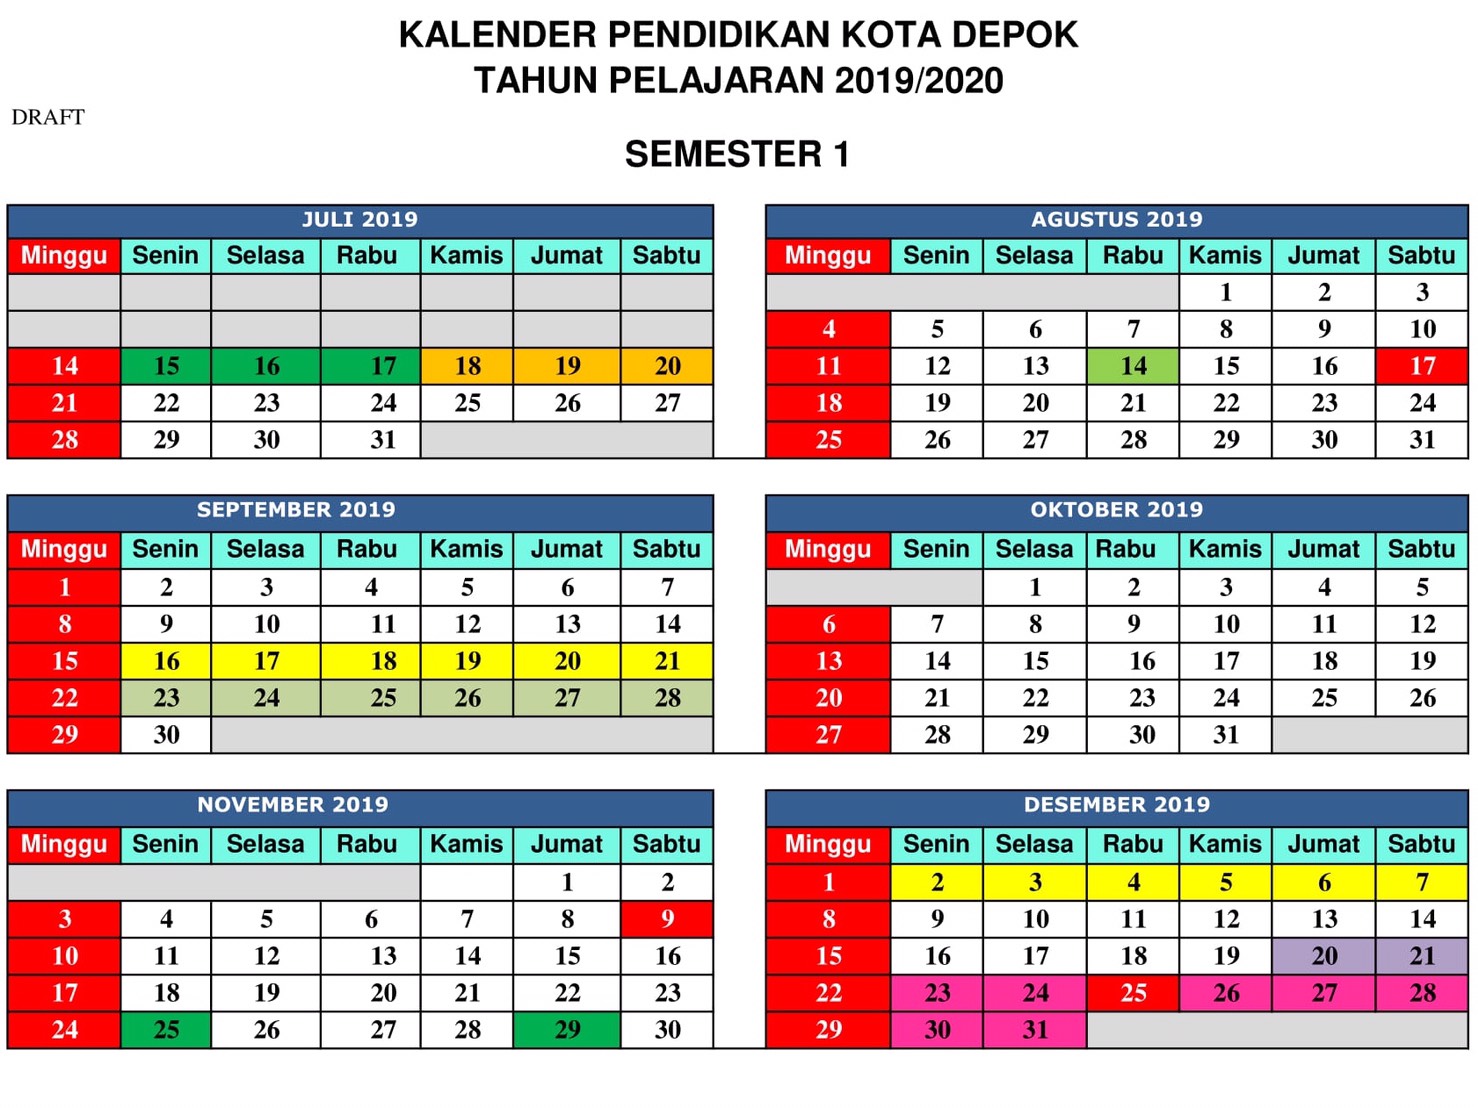 KALENDER PENDIDIKAN KOTA DEPOK
TAHUN PELAJARAN 2019/2020
DRAFT
SEMESTER 1
JULI 2019
Minggu Senin Selasa Rabu Kamis Jumat Sabtu
14 15 16 17 18 19 20
21 22 23 24 25 26 27
28 29 30 31
AGUSTUS 2019
Minggu Senin Selasa Rabu Kamis Jumat Sabtu
1 2 3
4 5 6 7 8 9 10
11 12 13 14 15 16 17
18 19 20 21 22 23 24
25 26 27 28 29 30 31
SEPTEMBER 2019
Minggu Senin Selasa Rabu Kamis Jumat Sabtu
1 2 3 4 5 6 7
8 9 10 11 12 13 14
15 16 17 18 19 20 21
22 23 24 25 26 27 28
29 30
OKTOBER 2019
Minggu Senin Selasa Rabu Kamis Jumat Sabtu
1 2 3 4 5
6 7 8 9 10 11 12
13 14 15 16 17 18 19
20 21 22 23 24 25 26
27 28 29 30 31
NOVEMBER 2019
Minggu Senin Selasa Rabu Kamis Jumat Sabtu
1 2
3 4 5 6 7 8 9
10 11 12 13 14 15 16
17 18 19 20 21 22 23
24 25 26 27 28 29 30
DESEMBER 2019
Minggu Senin Selasa Rabu Kamis Jumat Sabtu
1 2 3 4 5 6 7
8 9 10 11 12 13 14
15 16 17 18 19 20 21
22 23 24 25 26 27 28
29 30 31